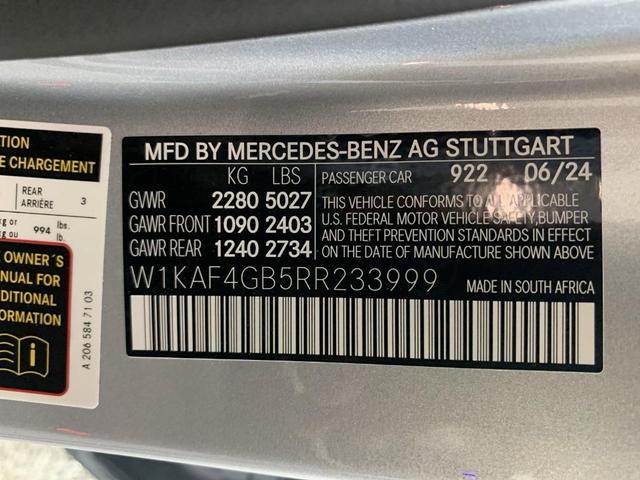 TION
E CHARGEMENT
REAR
ARRIÈRE
3
kg or
994
lbs.
lb.
E OWNER'S
ANUAL FOR
DITIONAL
ORMATION
A 206 584 71 03
MFD BY MERCEDES-BENZ AG STUTTGART
KG LBS
PASSENGER CAR 922 06/24
GVWR 2280 5027
GAWR FRONT 1090 2403
GAWR REAR 1240 2734
THIS VEHICLE CONFORMS TO ALL APPLICABLE
U.S. FEDERAL MOTOR VEHICLE SAFETY, BUMPER
AND THEFT PREVENTION STANDARDS IN EFFECT
ON DATE OF MANUFACTURE SHOWN ABOVE
W1KAF4GB5RR233999
MADE IN SOUTH AFRICA